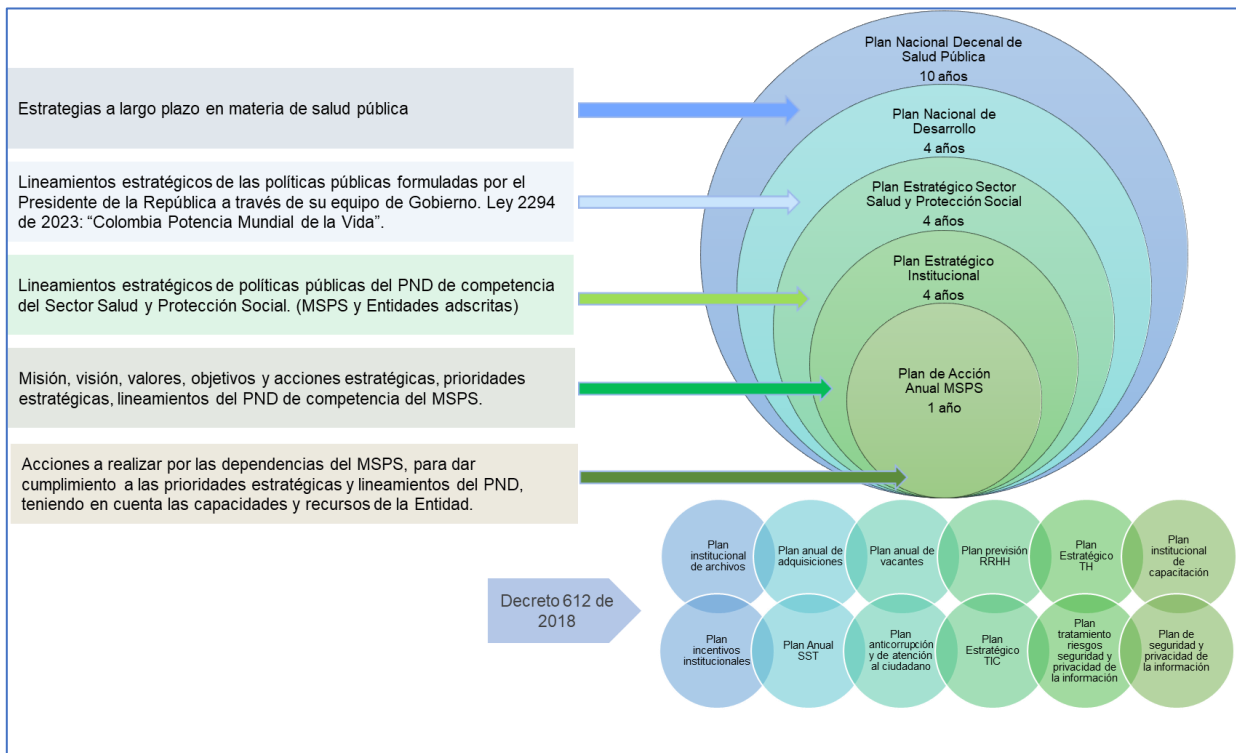 Estrategias a largo plazo en materia de salud pública
Lineamientos estratégicos de las políticas públicas formuladas por el
Presidente de la República a través de su equipo de Gobierno. Ley 2294
de 2023: “Colombia Potencia Mundial de la Vida”.
Lineamientos estratégicos de políticas públicas del PND de competencia
del Sector Salud y Protección Social. (MSPS y Entidades adscritas)
Misión, visión, valores, objetivos y acciones estratégicas, prioridades
estratégicas, lineamientos del PND de competencia del MSPS.
Acciones a realizar por las dependencias del MSPS, para dar
cumplimiento a las prioridades estratégicas y lineamientos del PND,
teniendo en cuenta las capacidades y recursos de la Entidad.
Plan Nacional Decenal de
Salud Pública
10 años
Plan Nacional de
Desarrollo
4 años
Plan Estratégico Sector
Salud y Protección Social
4 años
Plan Estratégico
Institucional
4 años
Plan de Acción
Anual MSPS
1 año
Decreto 612 de
2018
Plan
institucional
de archivos
Plan anual de
adquisiciones
Plan anual de
vacantes
Plan previsión
RRHH
Plan
Estratégico
TH
Plan
institucional
de
capacitación
Plan
incentivos
institucionales
Plan Anual
SST
Plan
anticorrupción
y de atención
al ciudadano
Plan
Estratégico
TIC
Plan
tratamiento
riesgos
seguridad y
privacidad de
la información
Plan de
seguridad y
privacidad de
la información